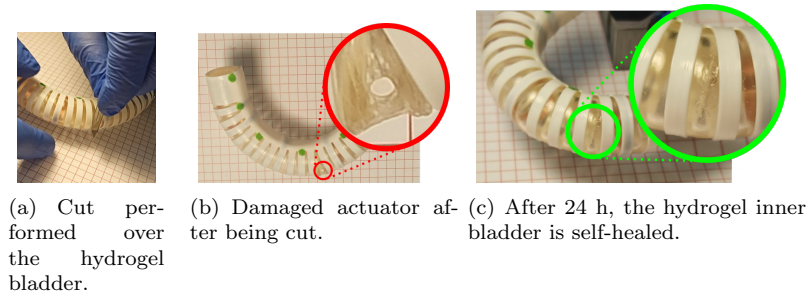 (a) Cut per-
formed over
the hydrogel
bladder.
(b) Damaged actuator af-
ter being cut.
(c) After 24 h, the hydrogel inner
bladder is self-healed.